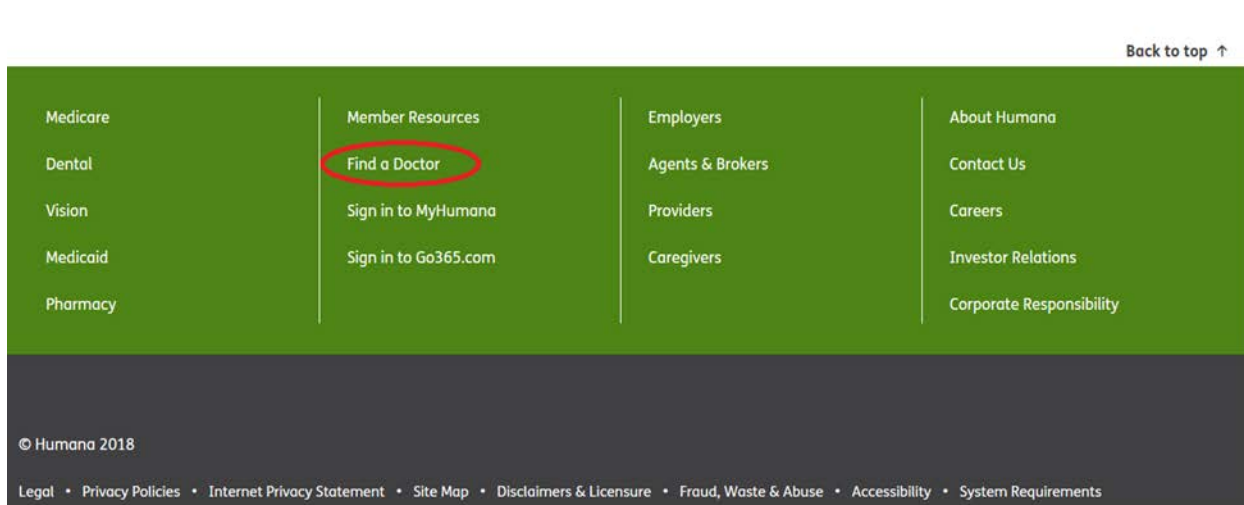 Back to top ↑
Medicare
Dental
Vision
Medicaid
Pharmacy
Member Resources
Find a Doctor
Sign in to MyHumana
Sign in to Go365.com
Employers
Agents & Brokers
Providers
Caregivers
About Humana
Contact Us
Careers
Investor Relations
Corporate Responsibility
© Humana 2018
Legal • Privacy Policies • Internet Privacy Statement • Site Map • Disclaimers & Licensure • Fraud, Waste & Abuse • Accessibility • System Requirements